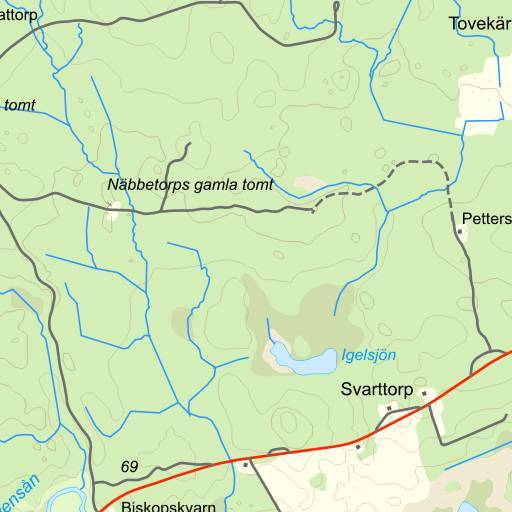 attorp
Tovekär
tomt
Näbbetorps gamla tomt
Petters
Igelsjön
Svarttorp
69
ensån
Biskopskvarn